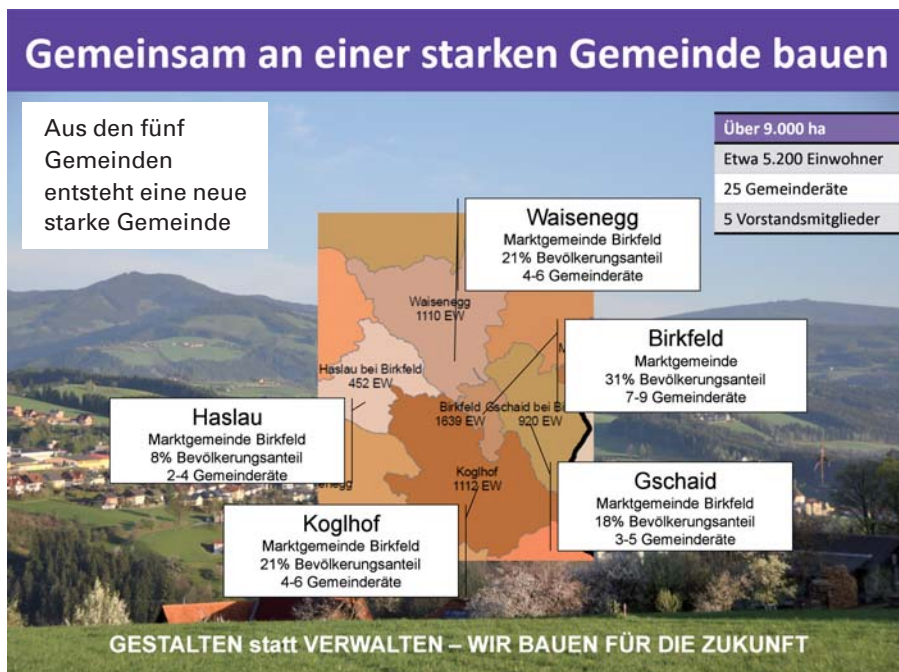 Gemeinsam an einer starken Gemeinde bauen
Aus den fünf
Gemeinden
entsteht eine neue
starke Gemeinde
Über 9.000 ha
Etwa 5.200 Einwohner
25 Gemeinderäte
5 Vorstandsmitglieder
Waisenegg
Marktgemeinde Birkfeld
21% Bevölkerungsanteil
4-6 Gemeinderäte
Waisenegg
1110 EW
Birkfeld
Marktgemeinde
31% Bevölkerungsanteil
7-9 Gemeinderäte
Haslau bei Birkfeld
452 EW
Birkfeld
1639 EW
Gschaid bei
920 EW
Haslau
Marktgemeinde Birkfeld
8% Bevölkerungsanteil
2-4 Gemeinderäte
Koglhof
1112 EW
Gschaid
Marktgemeinde Birkfeld
18% Bevölkerungsanteil
3-5 Gemeinderäte
Koglhof
Marktgemeinde Birkfeld
21% Bevölkerungsanteil
4-6 Gemeinderäte
GESTALTEN statt VERWALTEN – WIR BAUEN FÜR DIE ZUKUNFT